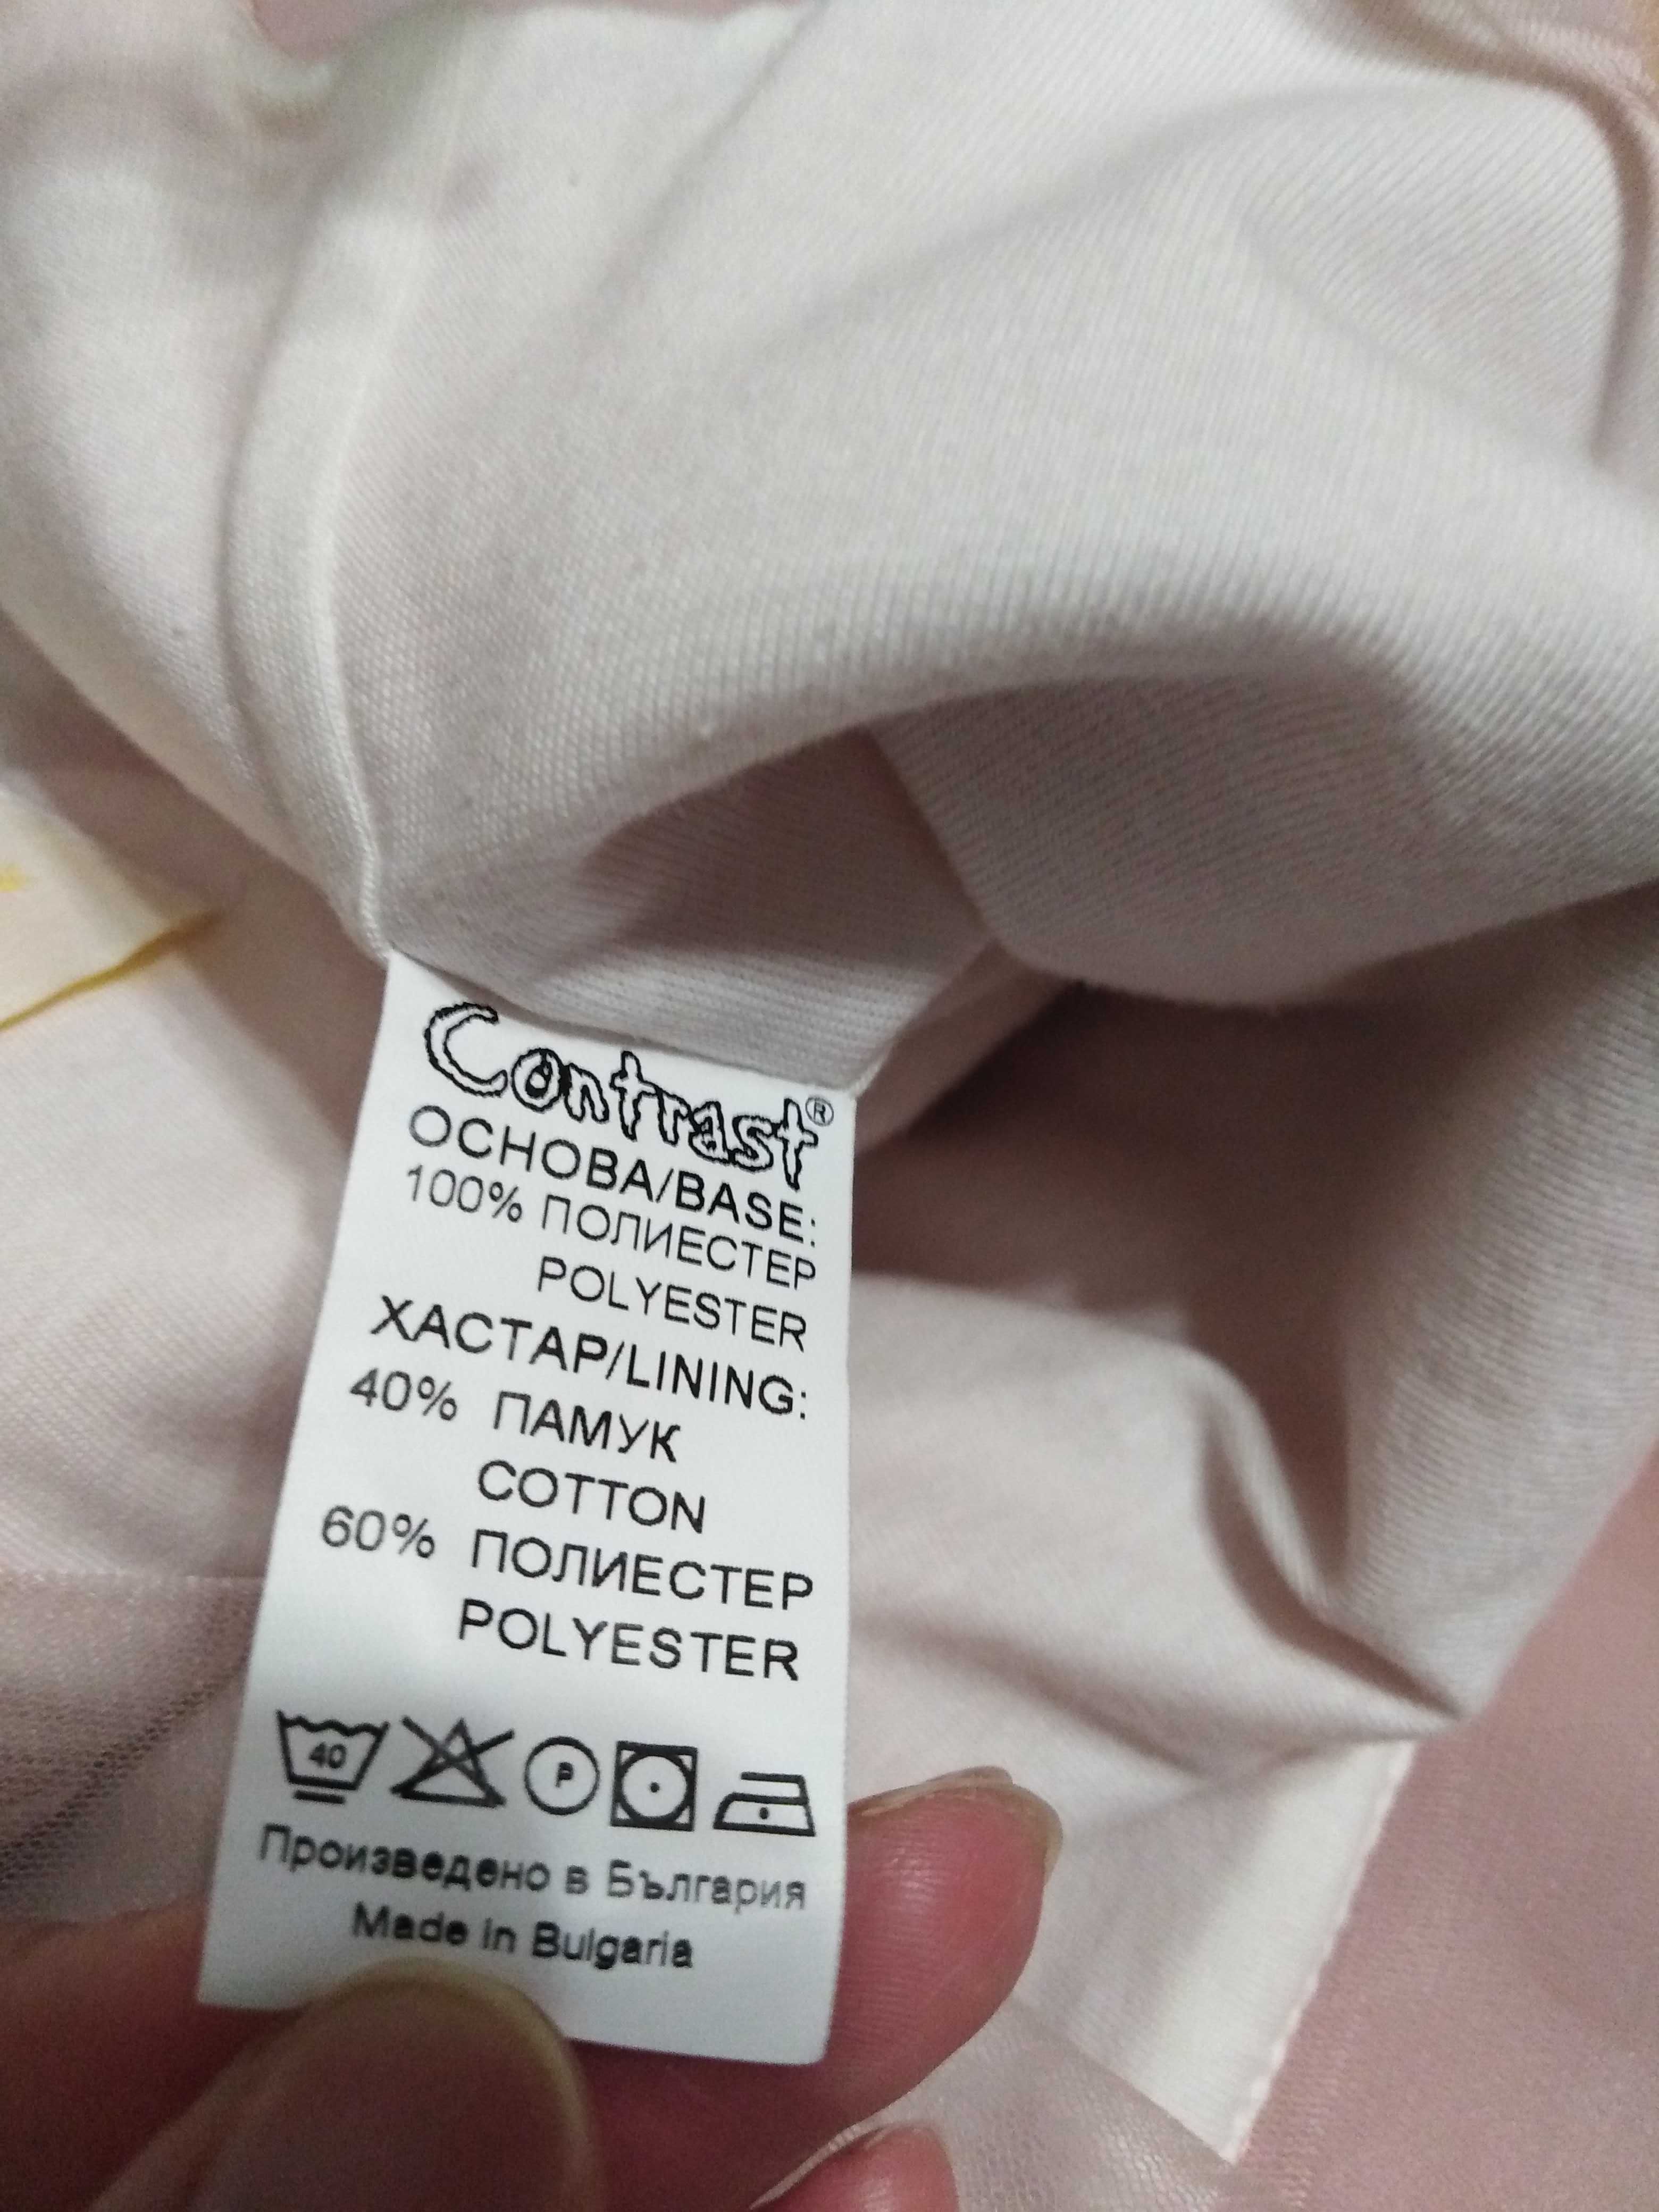 Contrast®
ОСНОВА/BASE:
100% ПОЛИЕСТЕР
POLYESTER
ХАСТАР/LINING:
40% ПАМУК
COTTON
60% ПОЛИЕСТЕР
POLYESTER
40 P
Произведено в България
Made in Bulgaria